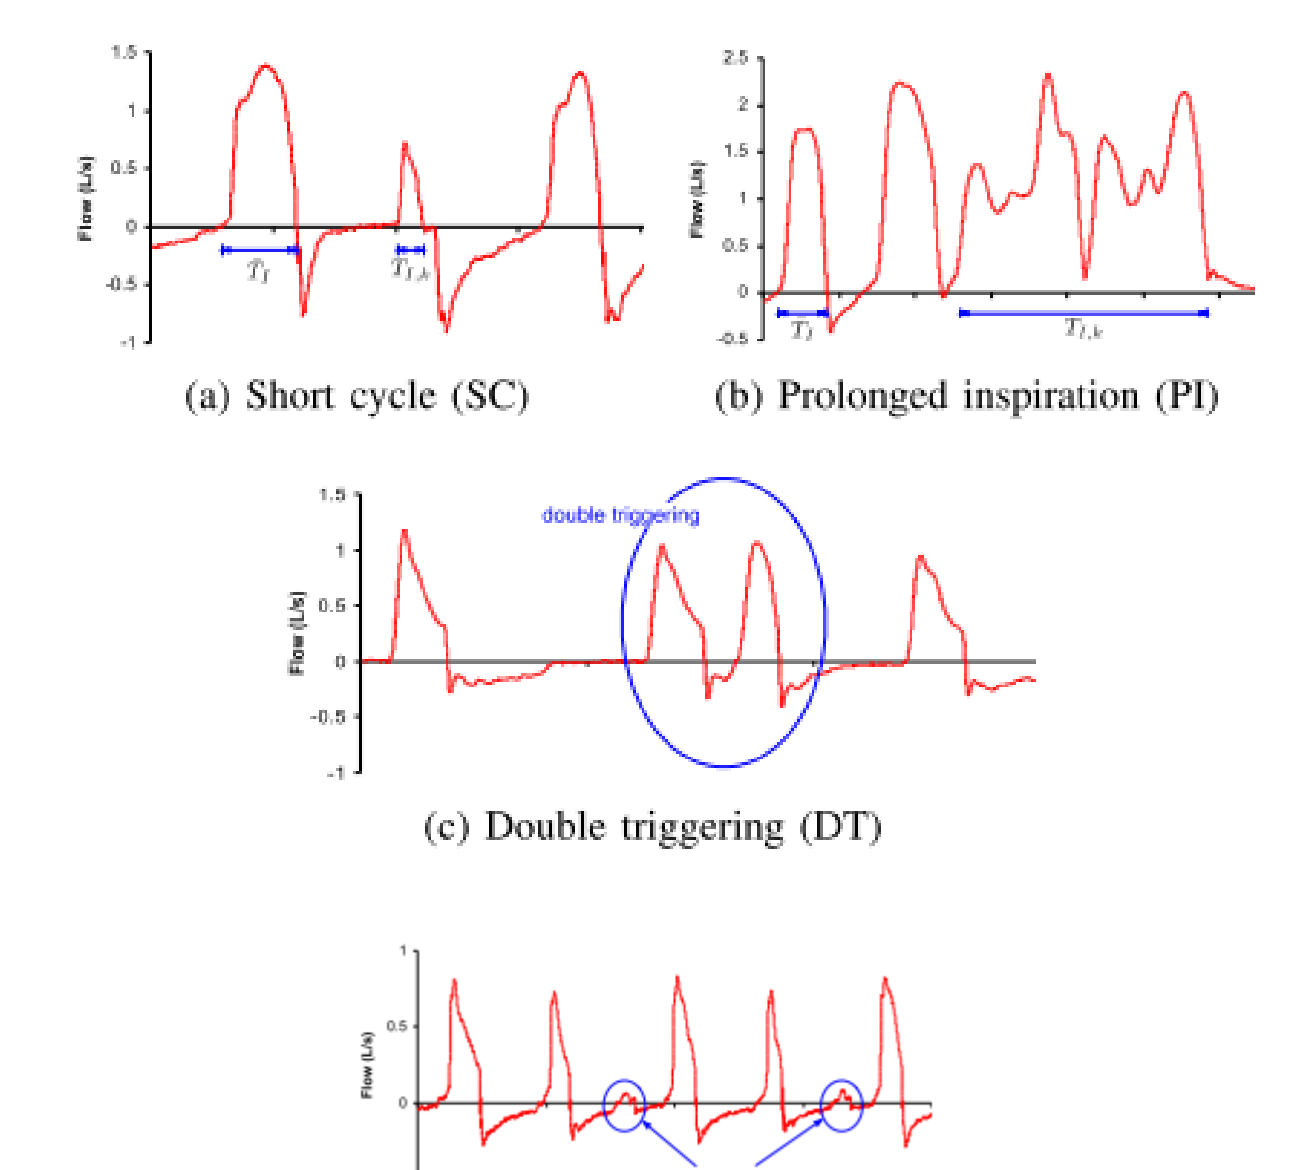 1.5
1
0.5
0
-0.5
-1
Flow (L/s)
T̄_I
T_{I,k}
(a) Short cycle (SC)
2.5
2
1.5
1
0.5
0
-0.5
Flow (L/s)
T̄_I
T_{I,k}
(b) Prolonged inspiration (PI)
1.5
1
0.5
0
-0.5
-1
Flow (L/s)
double triggering
(c) Double triggering (DT)
1
0.5
0
Flow (L/s)